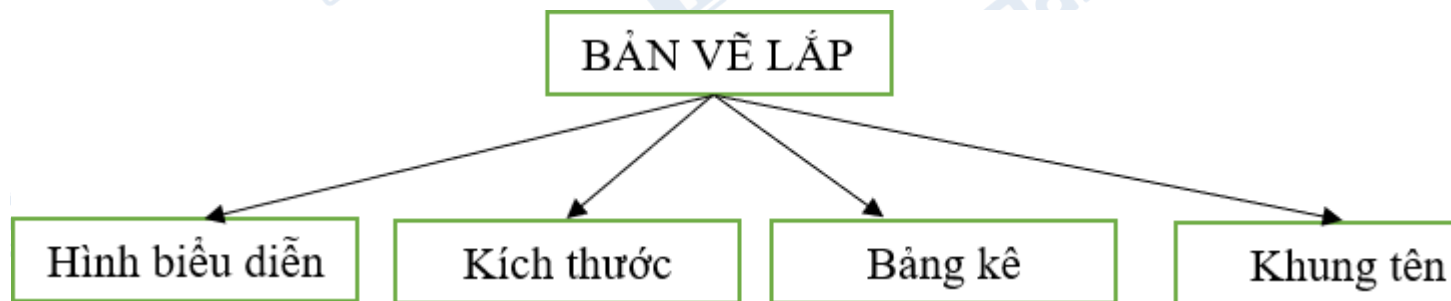 BẢN VẼ LẮP
Hình biểu diễn
Kích thước
Bảng kê
Khung tên